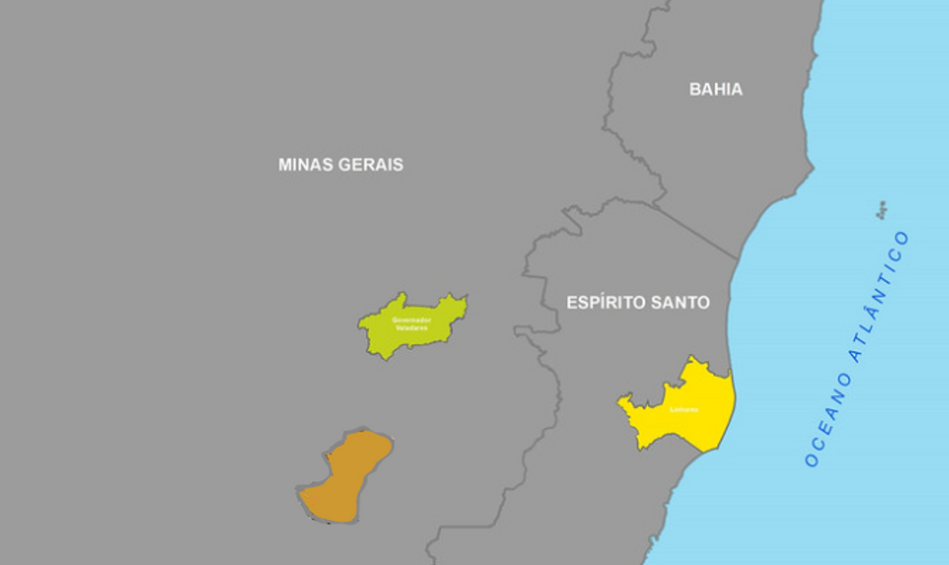 BAHIA
MINAS GERAIS
ESPÍRITO SANTO
OCEANO ATLÂNTICO
Governador
Valadares
Linhares